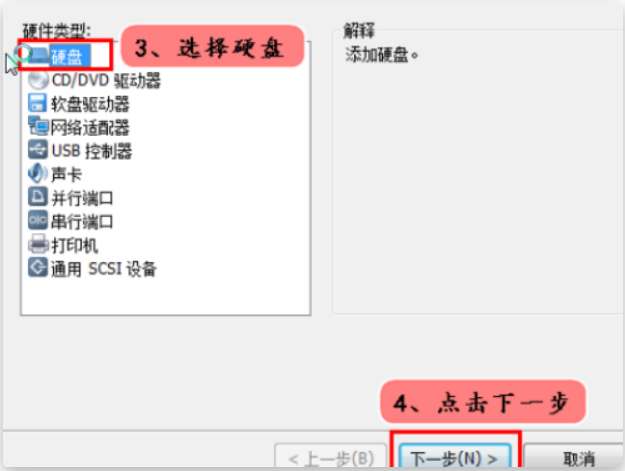 硬件类型:
硬盘
3、选择硬盘
CD/DVD 驱动器
软盘驱动器
网络适配器
USB 控制器
声卡
并行端口
串行端口
打印机
通用 SCSI 设备
解释
添加硬盘。
4、点击下一步
< 上一步(B)
下一步(N) >
取消